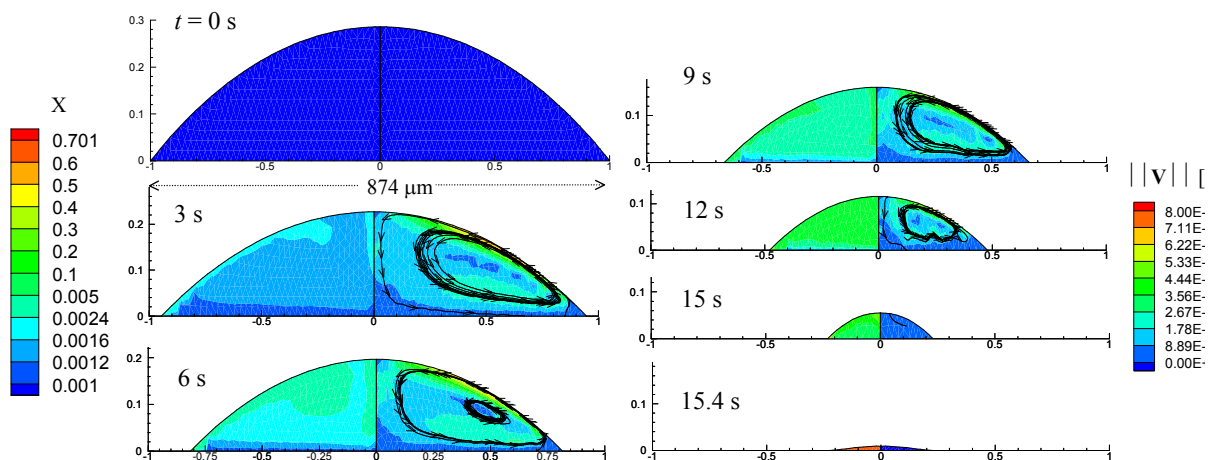 t = 0 s
0.3
0.2
0.1
0
-1 -0.5 0 0.5 1
874 μm
X
0.701
0.6
0.5
0.4
0.3
0.2
0.1
0.005
0.0024
0.0016
0.0012
0.001
3 s
0.2
0.1
0
-1 -0.5 0 0.5 1
6 s
0.2
0.1
0
-1 -0.75 -0.5 0.25 0 0.25 0.5 0.75 1
9 s
0.1
0
-1 -0.5 0 0.5 1
12 s
0.1
0
-1 -0.5 0 0.5 1
15 s
0.1
0
-1 -0.5 0 0.5 1
15.4 s
0.1
0
-1 -0.5 0 0.5 1
||V|| [
8.00E-
7.11E-
6.22E-
5.33E-
4.44E-
3.56E-
2.67E-
1.78E-
8.89E-
0.00E+